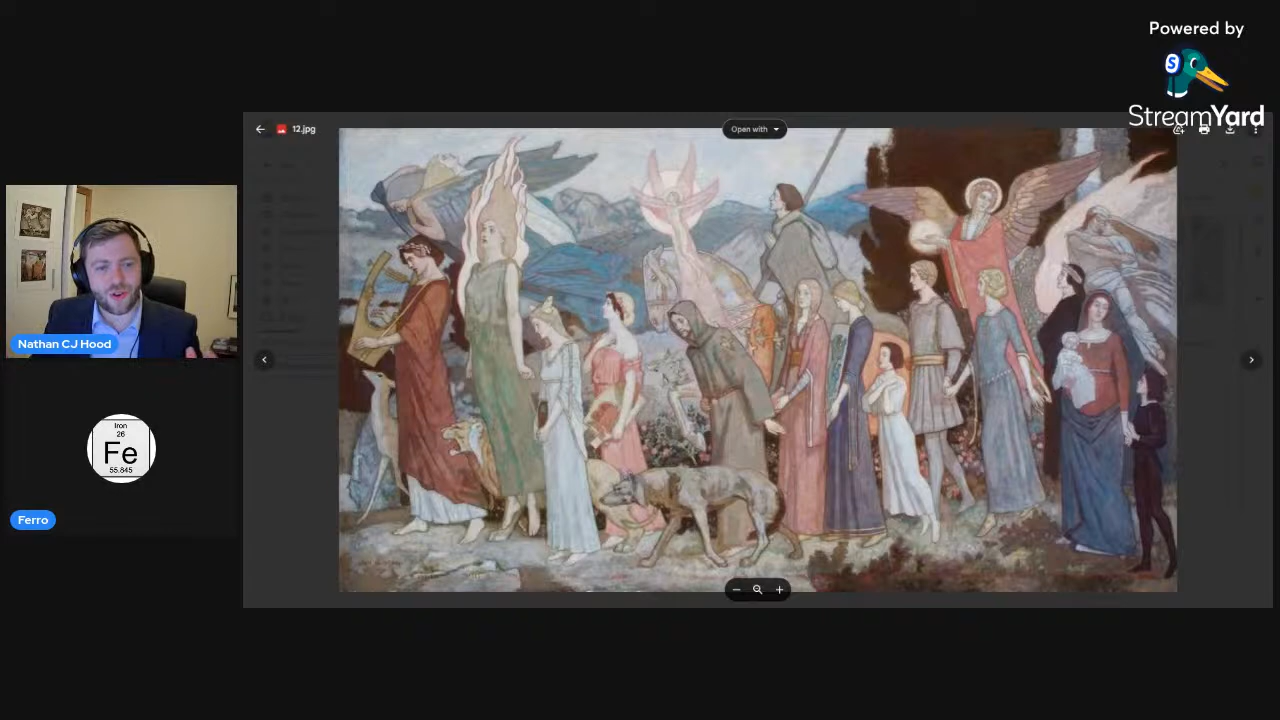 Powered by
S
StreamYard
12.jpg
Open with
Nathan CJ Hood
Iron
26
Fe
55.845
Ferro